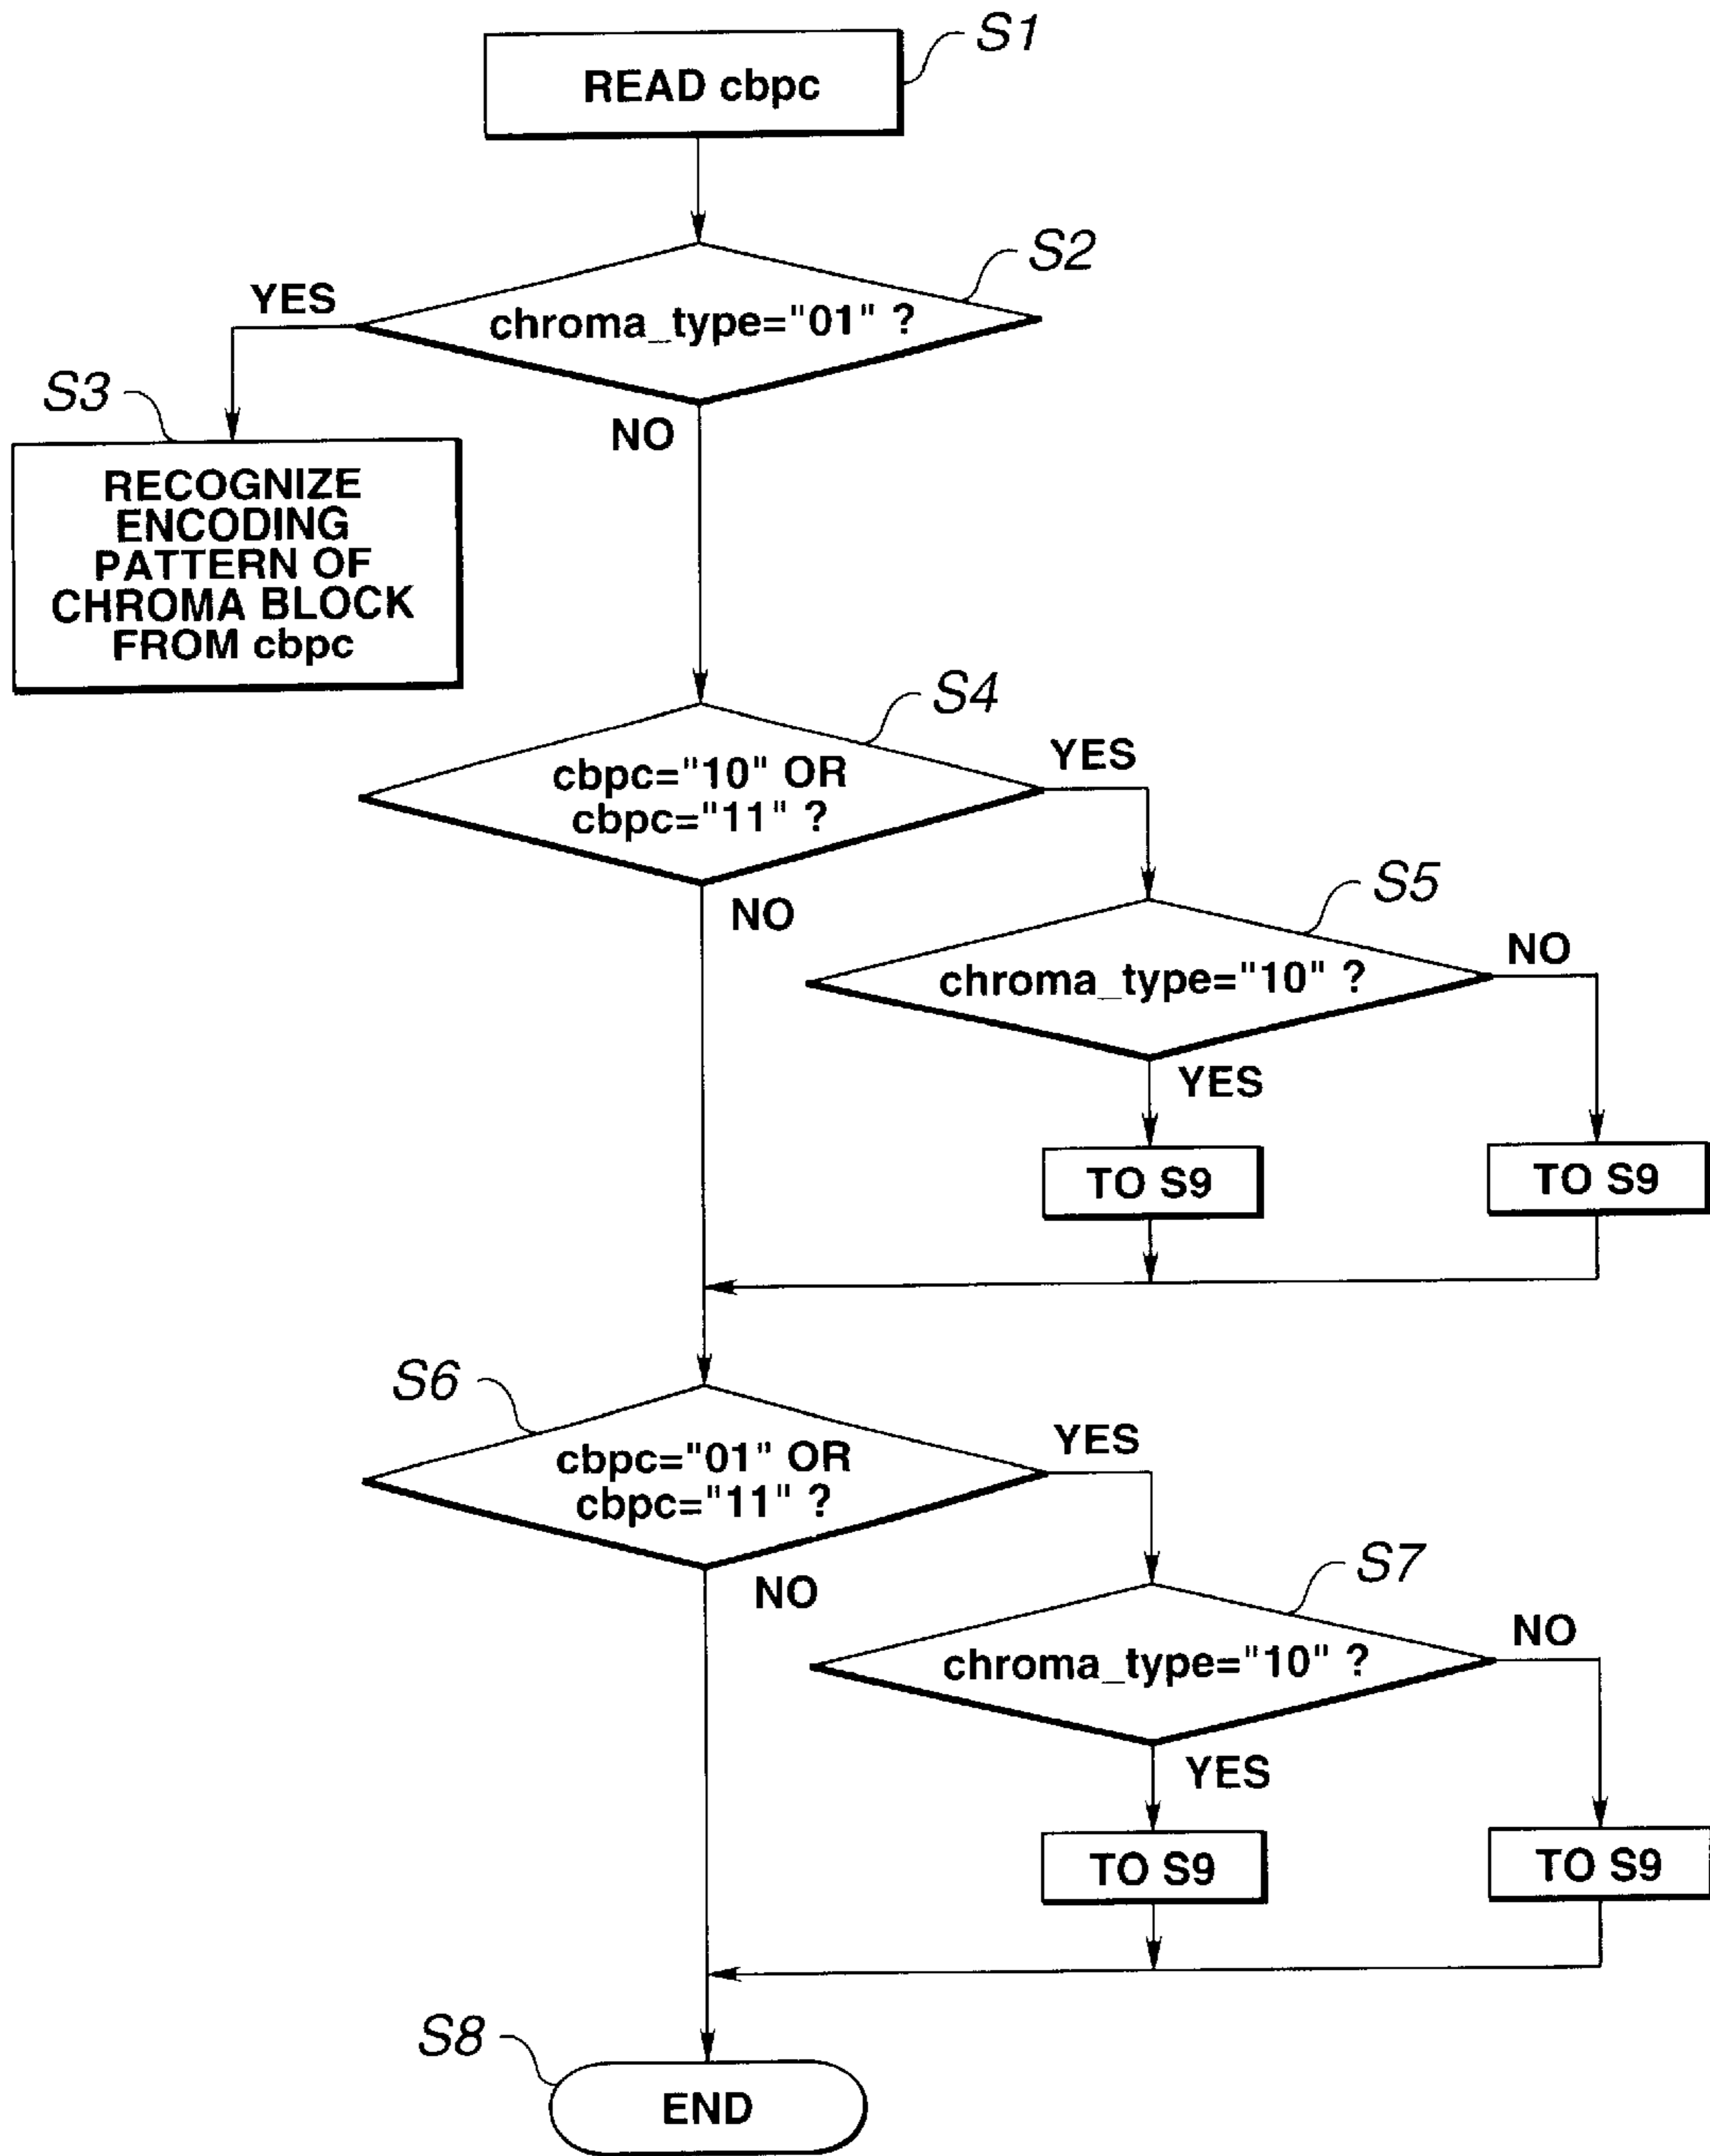 S1
READ cbpc
S2
YES
chroma_type="01" ?
S3
NO
RECOGNIZE
ENCODING
PATTERN OF
CHROMA BLOCK
FROM cbpc
S4
YES
cbpc="10" OR
cbpc="11" ?
NO
S5
NO
chroma_type="10" ?
YES
TO S9
TO S9
S6
YES
cbpc="01" OR
cbpc="11" ?
NO
S7
NO
chroma_type="10" ?
YES
TO S9
TO S9
S8
END